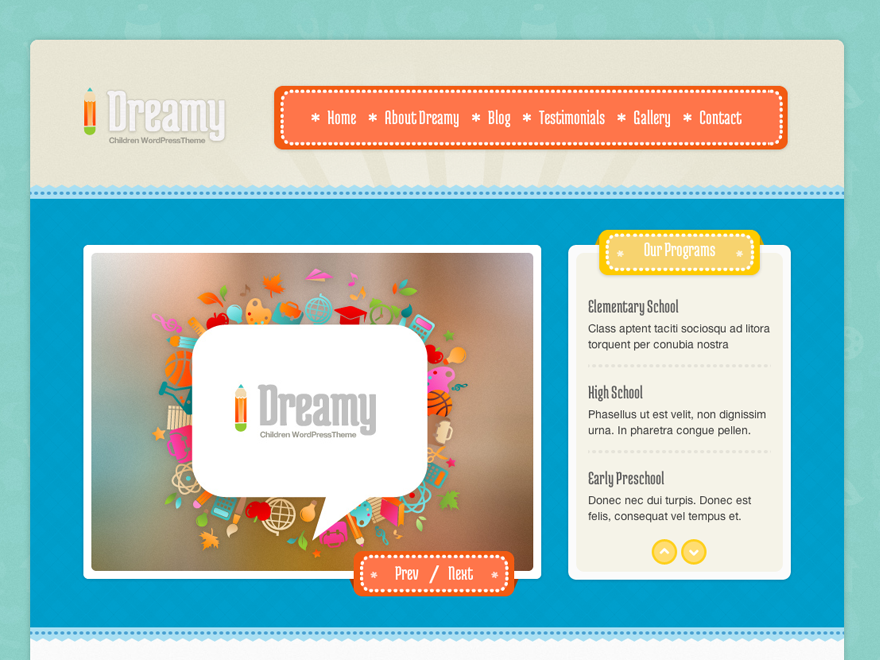 Dreamy
Children WordPressTheme
* Home * About Dreamy * Blog * Testimonials * Gallery * Contact
Dreamy
Children WordPressTheme
Prev / Next
* Our Programs *
Elementary School
Class aptent taciti sociosqu ad litora
torquent per conubia nostra
High School
Phasellus ut est velit, non dignissim
urna. In pharetra congue pellen.
Early Preschool
Donec nec dui turpis. Donec est
felis, consequat vel tempus et.